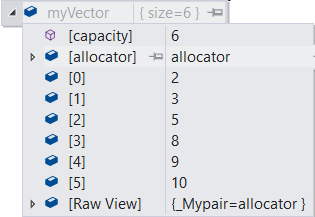 myVector { size=6 }
[capacity] 6
[allocator] allocator
[0] 2
[1] 3
[2] 5
[3] 8
[4] 9
[5] 10
[Raw View] {_Mypair=allocator }